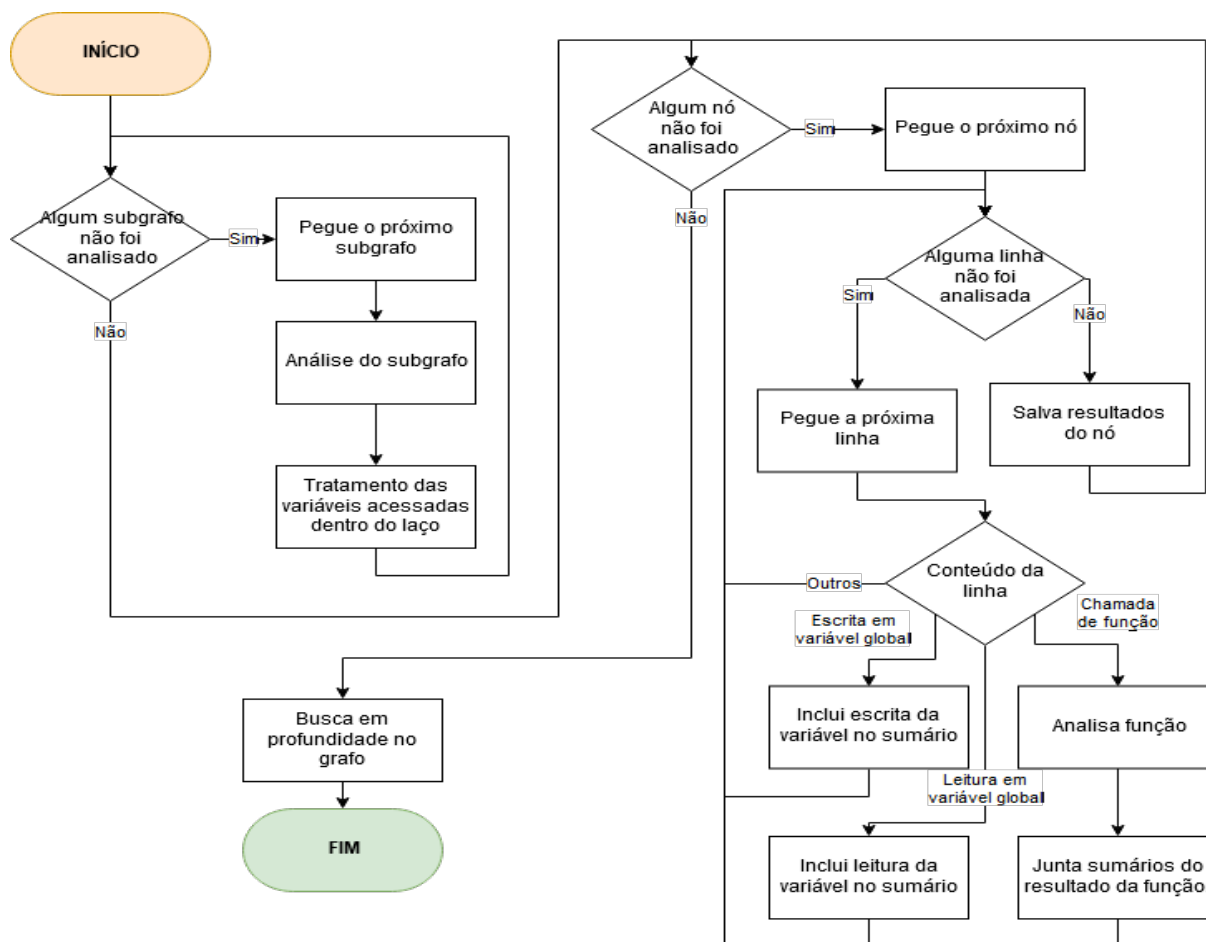 INÍCIO
Algum subgrafo
não foi
analisado
Sim
Não
Pegue o próximo
subgrafo
Análise do subgrafo
Tratamento das
variáveis acessadas
dentro do laço
Algum nó
não foi
analisado
Sim
Não
Pegue o próximo nó
Alguma linha
não foi
analisada
Sim
Não
Pegue a próxima
linha
Salva resultados
do nó
Conteúdo da
linha
Outros
Escrita em
variável global
Chamada
de função
Leitura em
variável global
Inclui escrita da
variável no sumário
Analisa função
Inclui leitura da
variável no sumário
Junta sumários do
resultado da função
Busca em
profundidade no
grafo
FIM